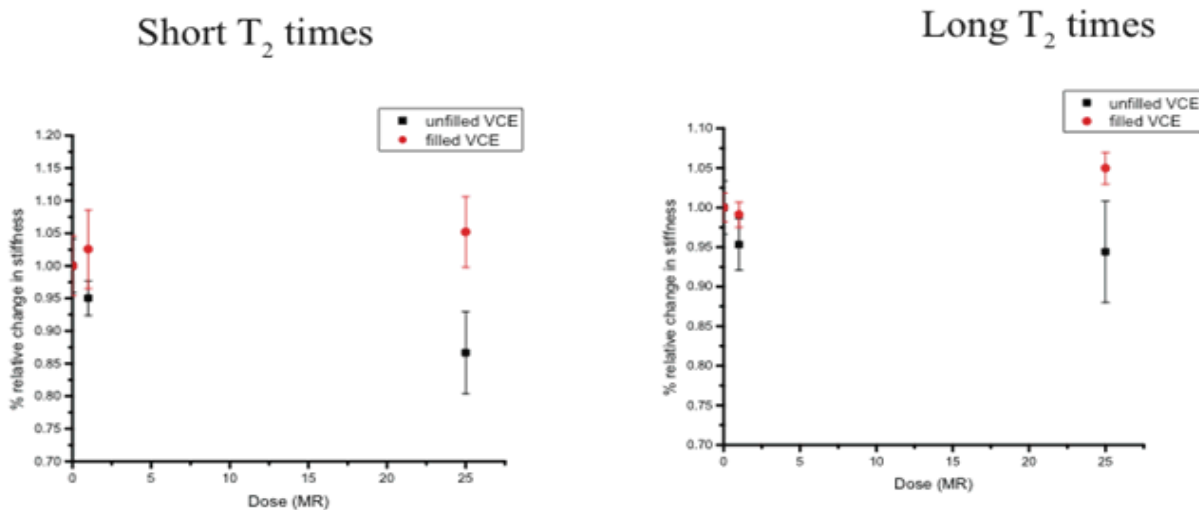 Short T₂ times
unfilled VCE
filled VCE
1.20
1.15
1.10
1.05
1.00
0.95
0.90
0.85
0.80
0.75
0.70
% relative change in stiffness
0 5 10 15 20 25
Dose (MR)
Long T₂ times
unfilled VCE
filled VCE
1.10
1.05
1.00
0.95
0.90
0.85
0.80
0.75
0.70
% relative change in stiffness
0 5 10 15 20 25
Dose (MR)